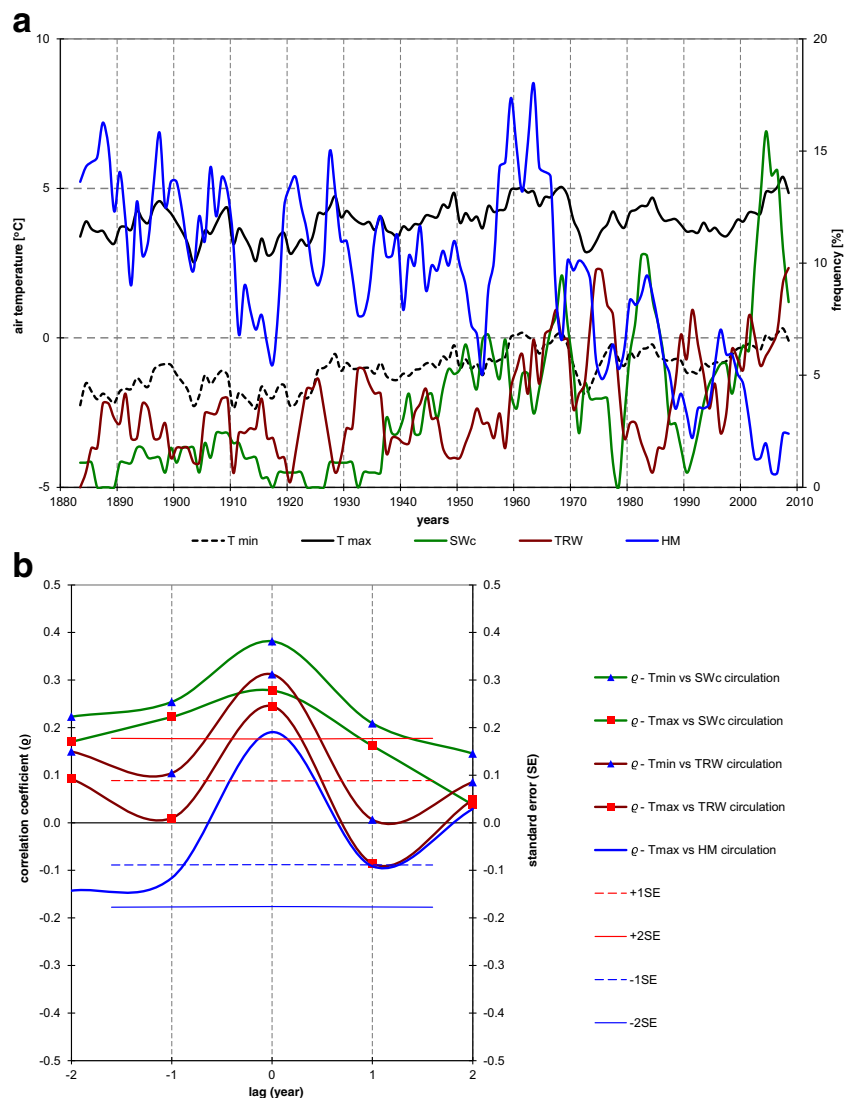 a
10
20
5
15
0
10
5
-5
0
air temperature [°C]
frequency [%]
1880 1890 1900 1910 1920 1930 1940 1950 1960 1970 1980 1990 2000 2010
years
T min T max SWc TRW HM
b
0.5 0.5
0.4 0.4
0.3 0.3
0.2 0.2
0.1 0.1
0.0 0.0
-0.1 -0.1
-0.2 -0.2
-0.3 -0.3
-0.4 -0.4
-0.5 -0.5
correlation coefficient (ϱ)
standard error (SE)
-2 -1 0 1 2
lag (year)
ϱ - Tmin vs SWc circulation
ϱ - Tmax vs SWc circulation
ϱ - Tmin vs TRW circulation
ϱ - Tmax vs TRW circulation
ϱ - Tmax vs HM circulation
+1SE
+2SE
-1SE
-2SE